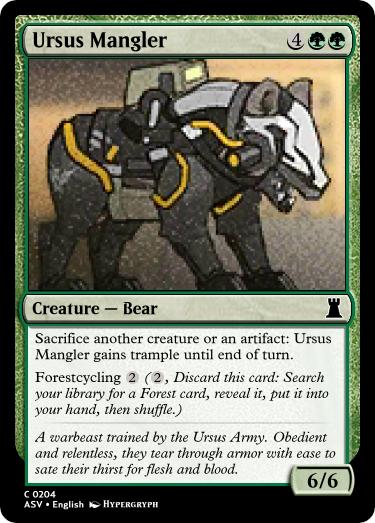 Ursus Mangler 4
Creature — Bear
Sacrifice another creature or an artifact: Ursus
Mangler gains trample until end of turn.
Forestcycling 2 (2, Discard this card: Search
your library for a Forest card, reveal it, put it into
your hand, then shuffle.)
A warbeast trained by the Ursus Army. Obedient
and relentless, they tear through armor with ease to
sate their thirst for flesh and blood.
6/6
C 0204
ASV • English HYPERGRYPH